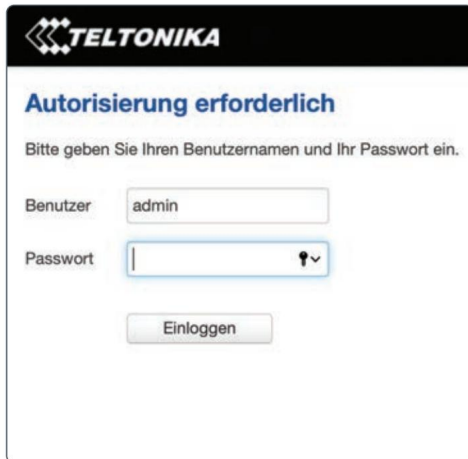 TELTONIKA
Autorisierung erforderlich
Bitte geben Sie Ihren Benutzernamen und Ihr Passwort ein.
Benutzer admin
Passwort
Einloggen